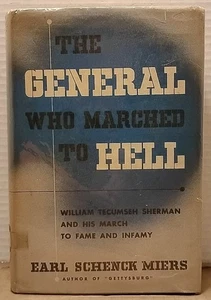 THE
GENERAL
WHO MARCHED
TO HELL
WILLIAM TECUMSEH SHERMAN
AND HIS MARCH
TO FAME AND INFAMY
EARL SCHENCK MIERS
AUTHOR OF "GETTYSBURG"